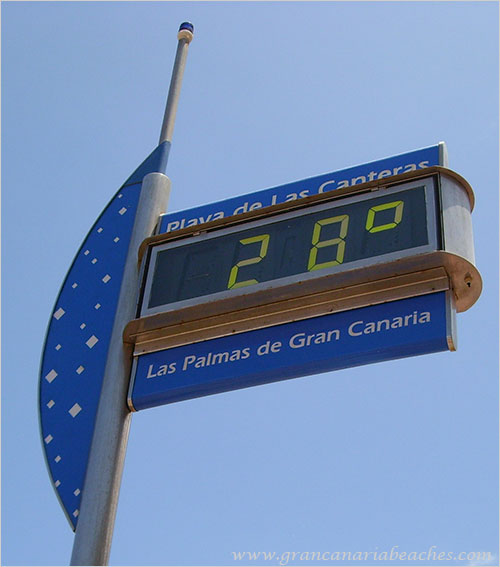 Playa de Las Canteras
28°
Las Palmas de Gran Canaria
www.grancanariabeaches.com